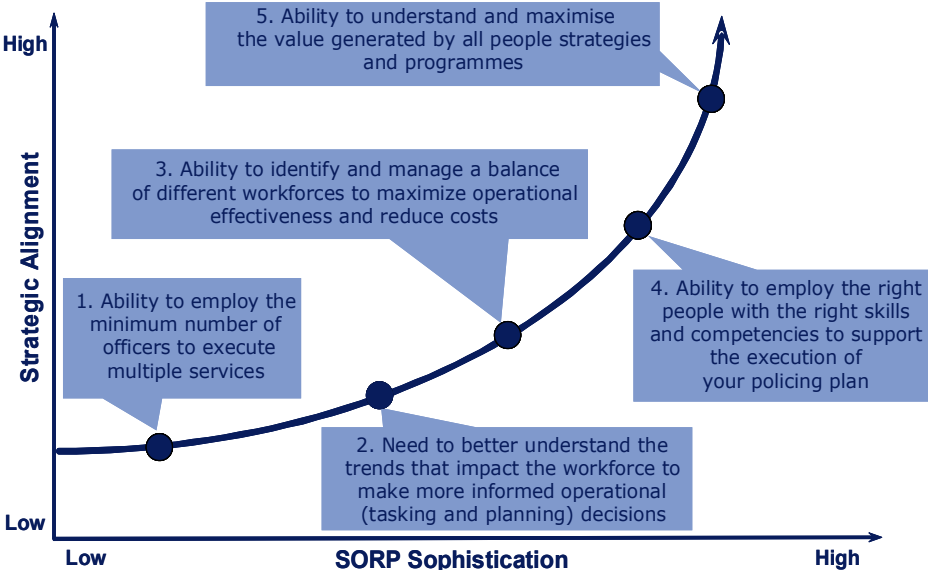 5. Ability to understand and maximise
the value generated by all people strategies
and programmes
High
3. Ability to identify and manage a balance
of different workforces to maximize operational
effectiveness and reduce costs
Strategic Alignment
1. Ability to employ the
minimum number of
officers to execute
multiple services
4. Ability to employ the right
people with the right skills
and competencies to support
the execution of
your policing plan
2. Need to better understand the
trends that impact the workforce to
make more informed operational
(tasking and planning) decisions
Low
Low
SORP Sophistication
High